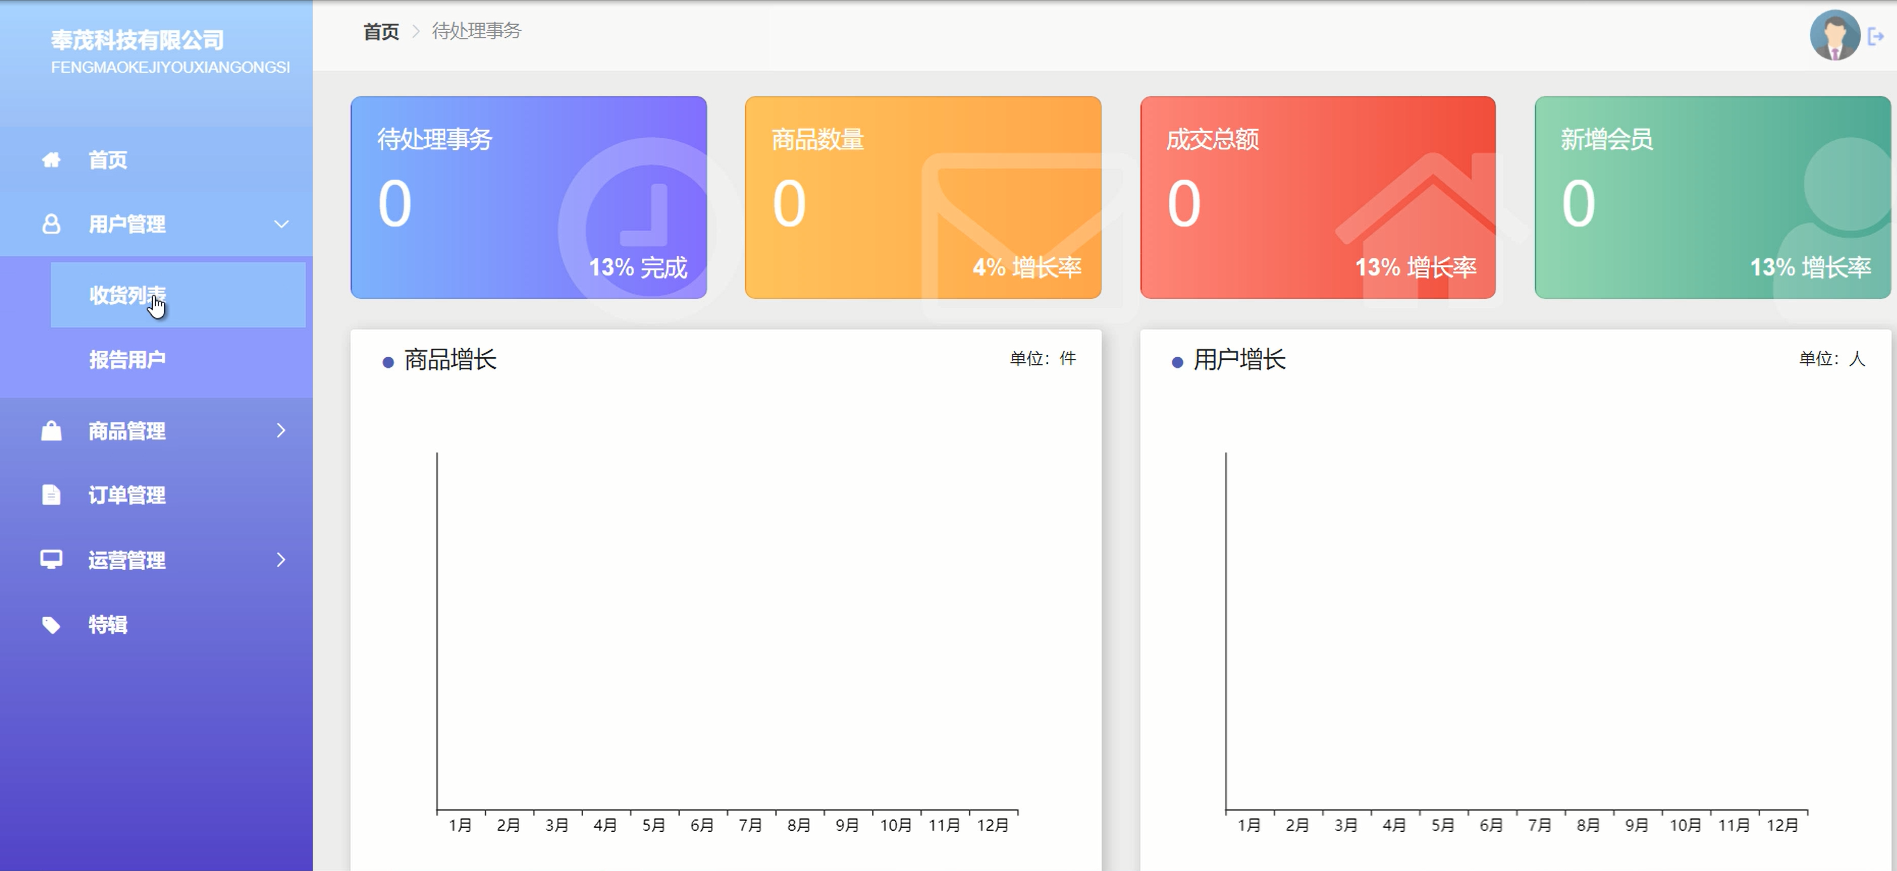 奉茂科技有限公司
FENGMAOKEJIYOUXIANGONGSI
首页
用户管理
收货列表
报告用户
商品管理
订单管理
运营管理
特辑
首页 > 待处理事务
待处理事务
0
13% 完成
商品数量
0
4% 增长率
成交总额
0
13% 增长率
新增会员
0
13% 增长率
商品增长
单位：件
1月 2月 3月 4月 5月 6月 7月 8月 9月 10月 11月 12月
用户增长
单位：人
1月 2月 3月 4月 5月 6月 7月 8月 9月 10月 11月 12月